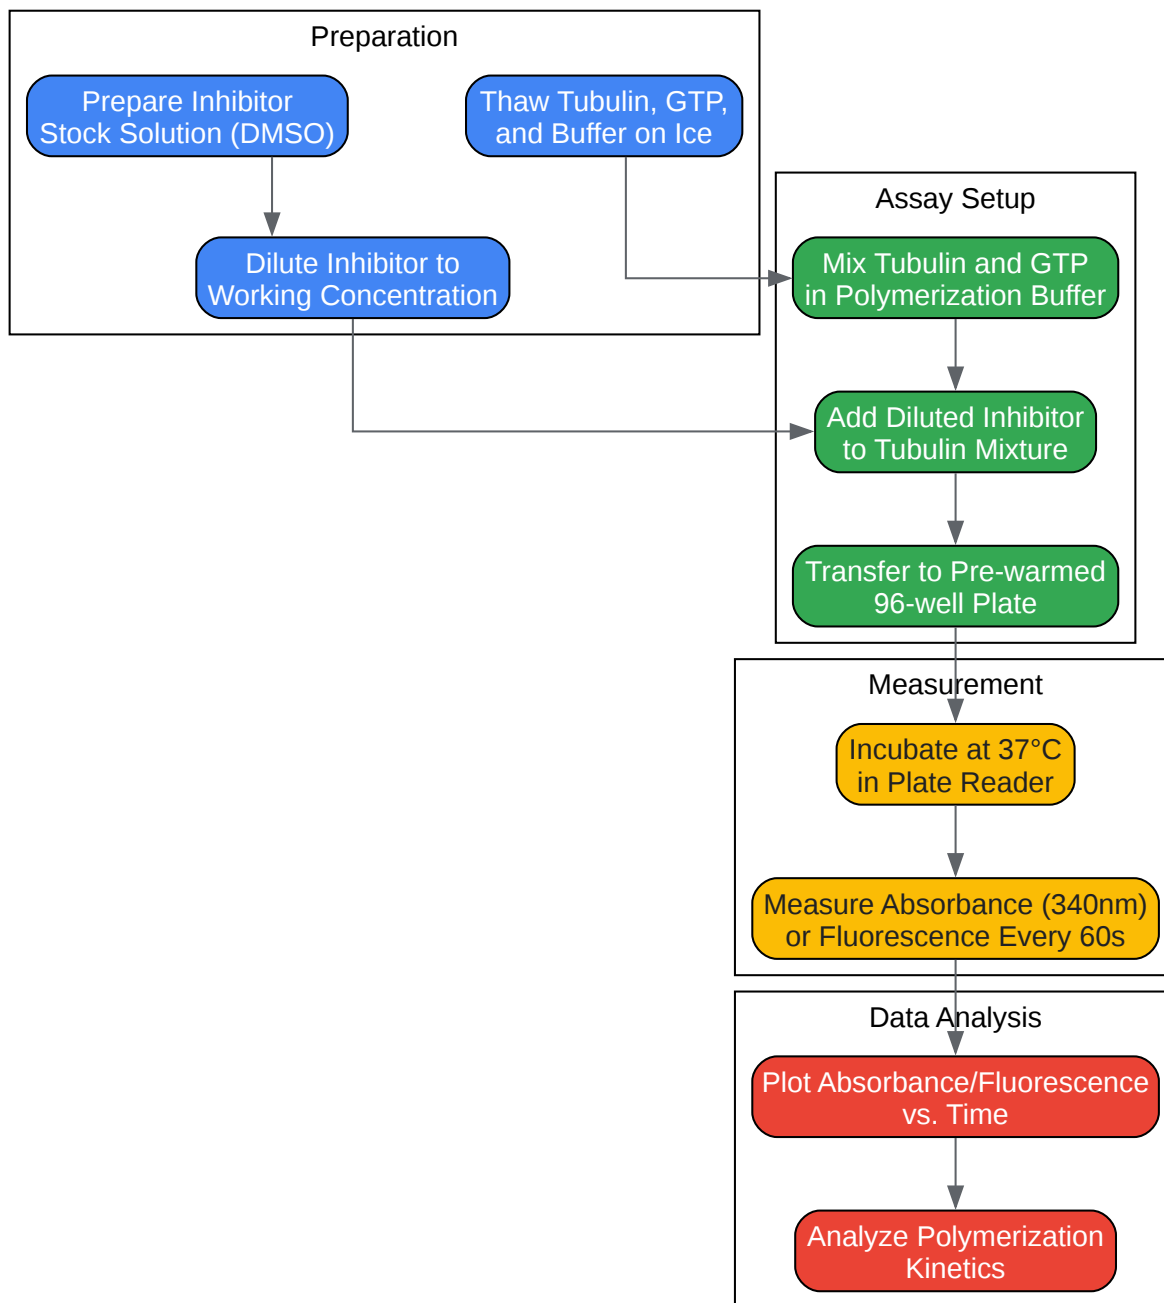 Preparation
Prepare Inhibitor
Stock Solution (DMSO)
Thaw Tubulin, GTP,
and Buffer on Ice
Dilute Inhibitor to
Working Concentration
Assay Setup
Mix Tubulin and GTP
in Polymerization Buffer
Add Diluted Inhibitor
to Tubulin Mixture
Transfer to Pre-warmed
96-well Plate
Measurement
Incubate at 37°C
in Plate Reader
Measure Absorbance (340nm)
or Fluorescence Every 60s
Data Analysis
Plot Absorbance/Fluorescence
vs. Time
Analyze Polymerization
Kinetics